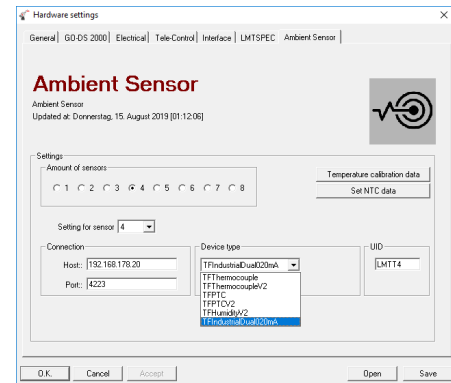 Hardware settings
General GO-DS 2000 Electrical Tele-Control Interface LMTSPEC Ambient Sensor
Ambient Sensor
Ambient Sensor
Updated at: Donnerstag, 15. August 2019 [01:12:06]
Settings
Amount of sensors
1 2 3 4 5 6 7 8
Temperature calibration data
Set NTC data
Setting for sensor 4
Connection
Host:: 192.168.178.20
Port:: 4223
Device type
TFIndustrialDual020mA
TFThermocouple
TFThermocoupleV2
TFPTC
TFPTCV2
TFHumidityV2
TFIndustrialDual020mA
UID
LMTT4
O.K. Cancel Accept Open Save